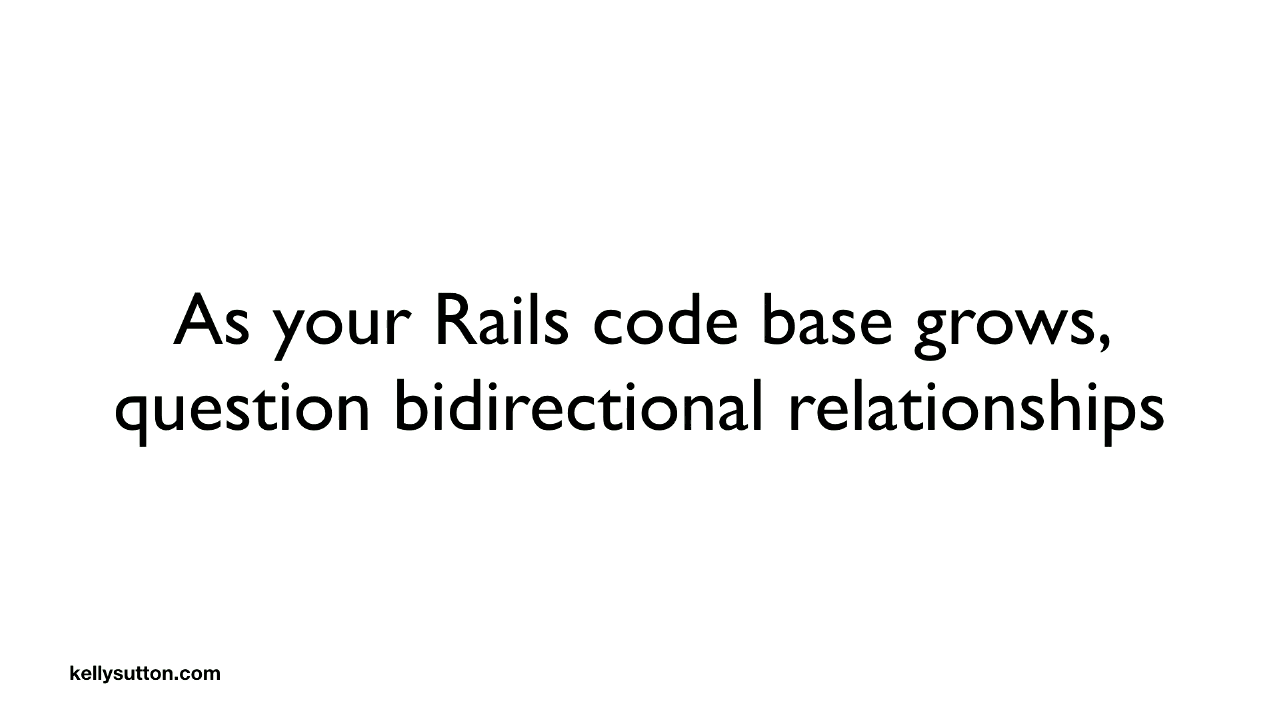 As your Rails code base grows,
question bidirectional relationships
kellysutton.com